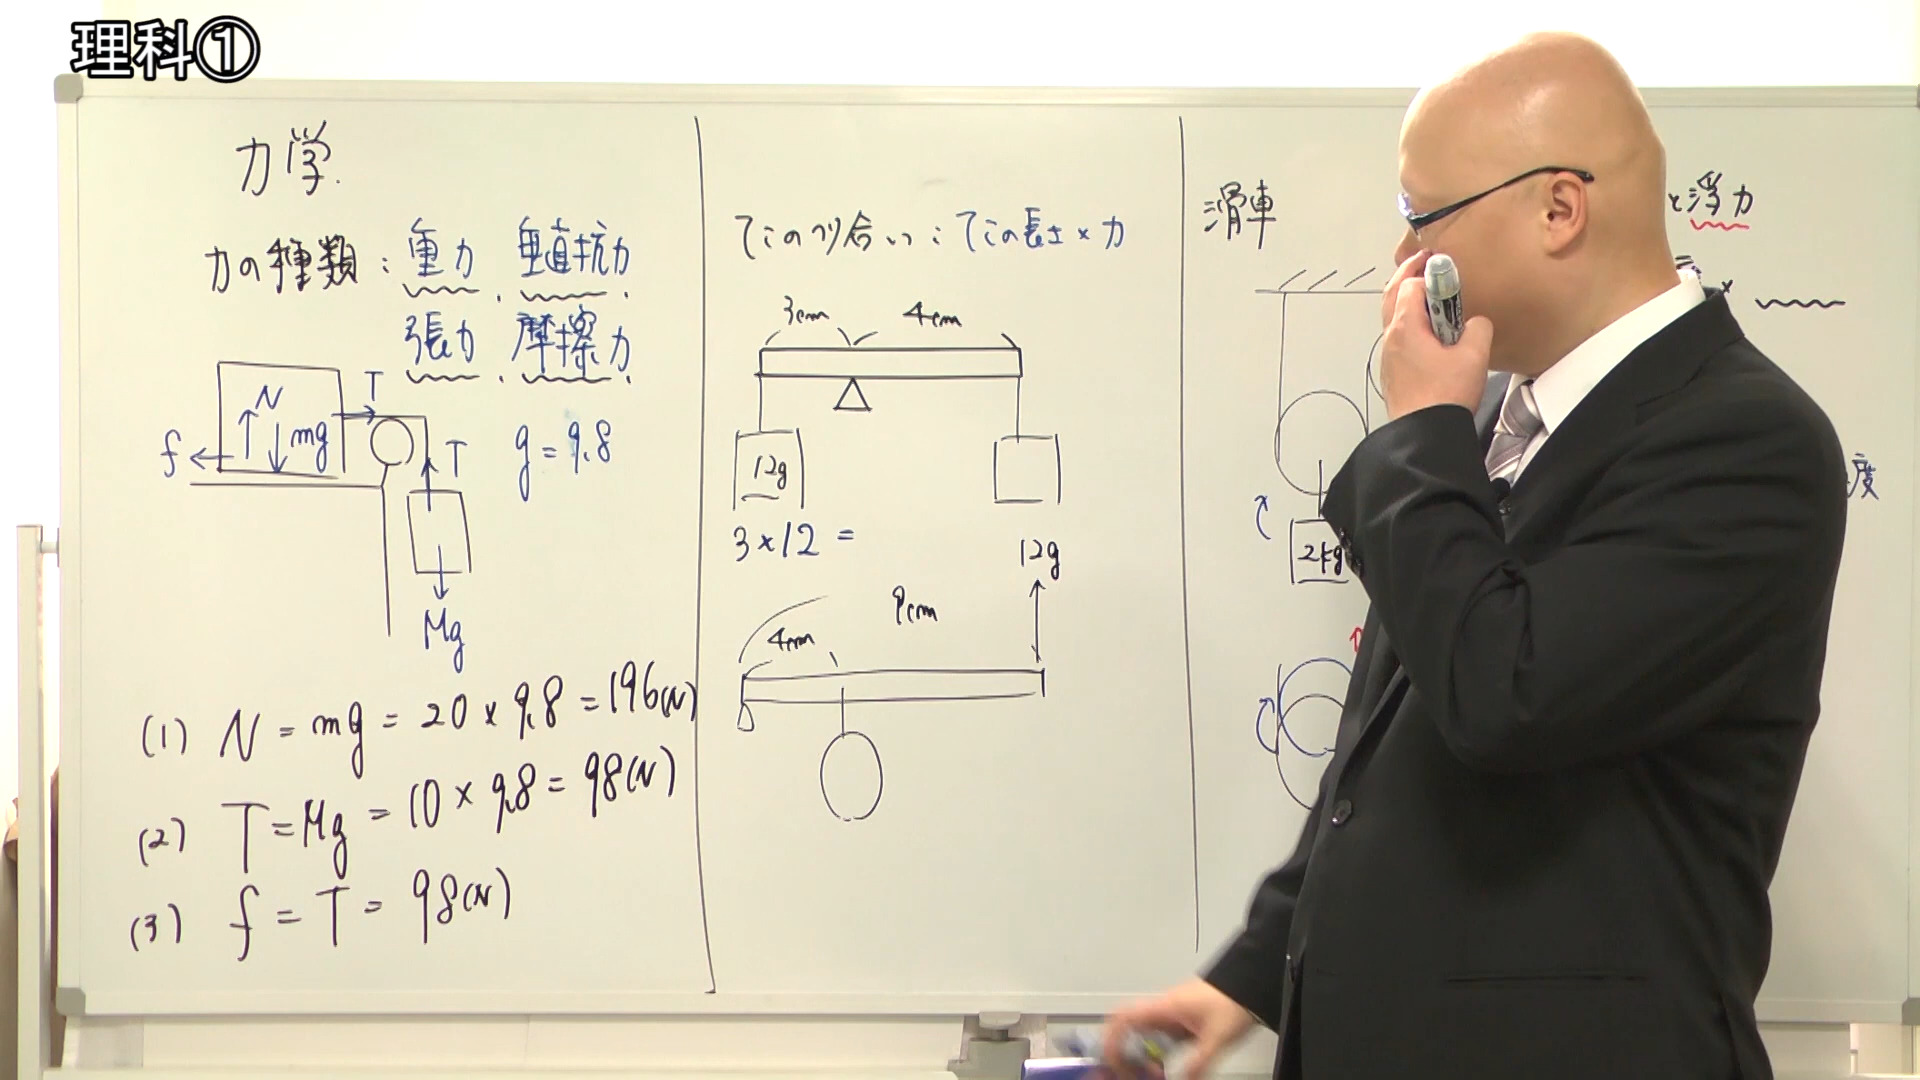 理科①
力学.
力の種類：重力、垂直抗力、
張力、摩擦力、
N
T
f
mg
T
g = 9.8
Mg
(1) N = mg = 20 × 9.8 = 196(N)
(2) T = Mg = 10 × 9.8 = 98(N)
(3) f = T = 98(N)
てこのつり合い：てこの長さ×力
3cm
4cm
12g
3×12 =
12g
9cm
4cm
滑車
2kg
と浮力
×
度